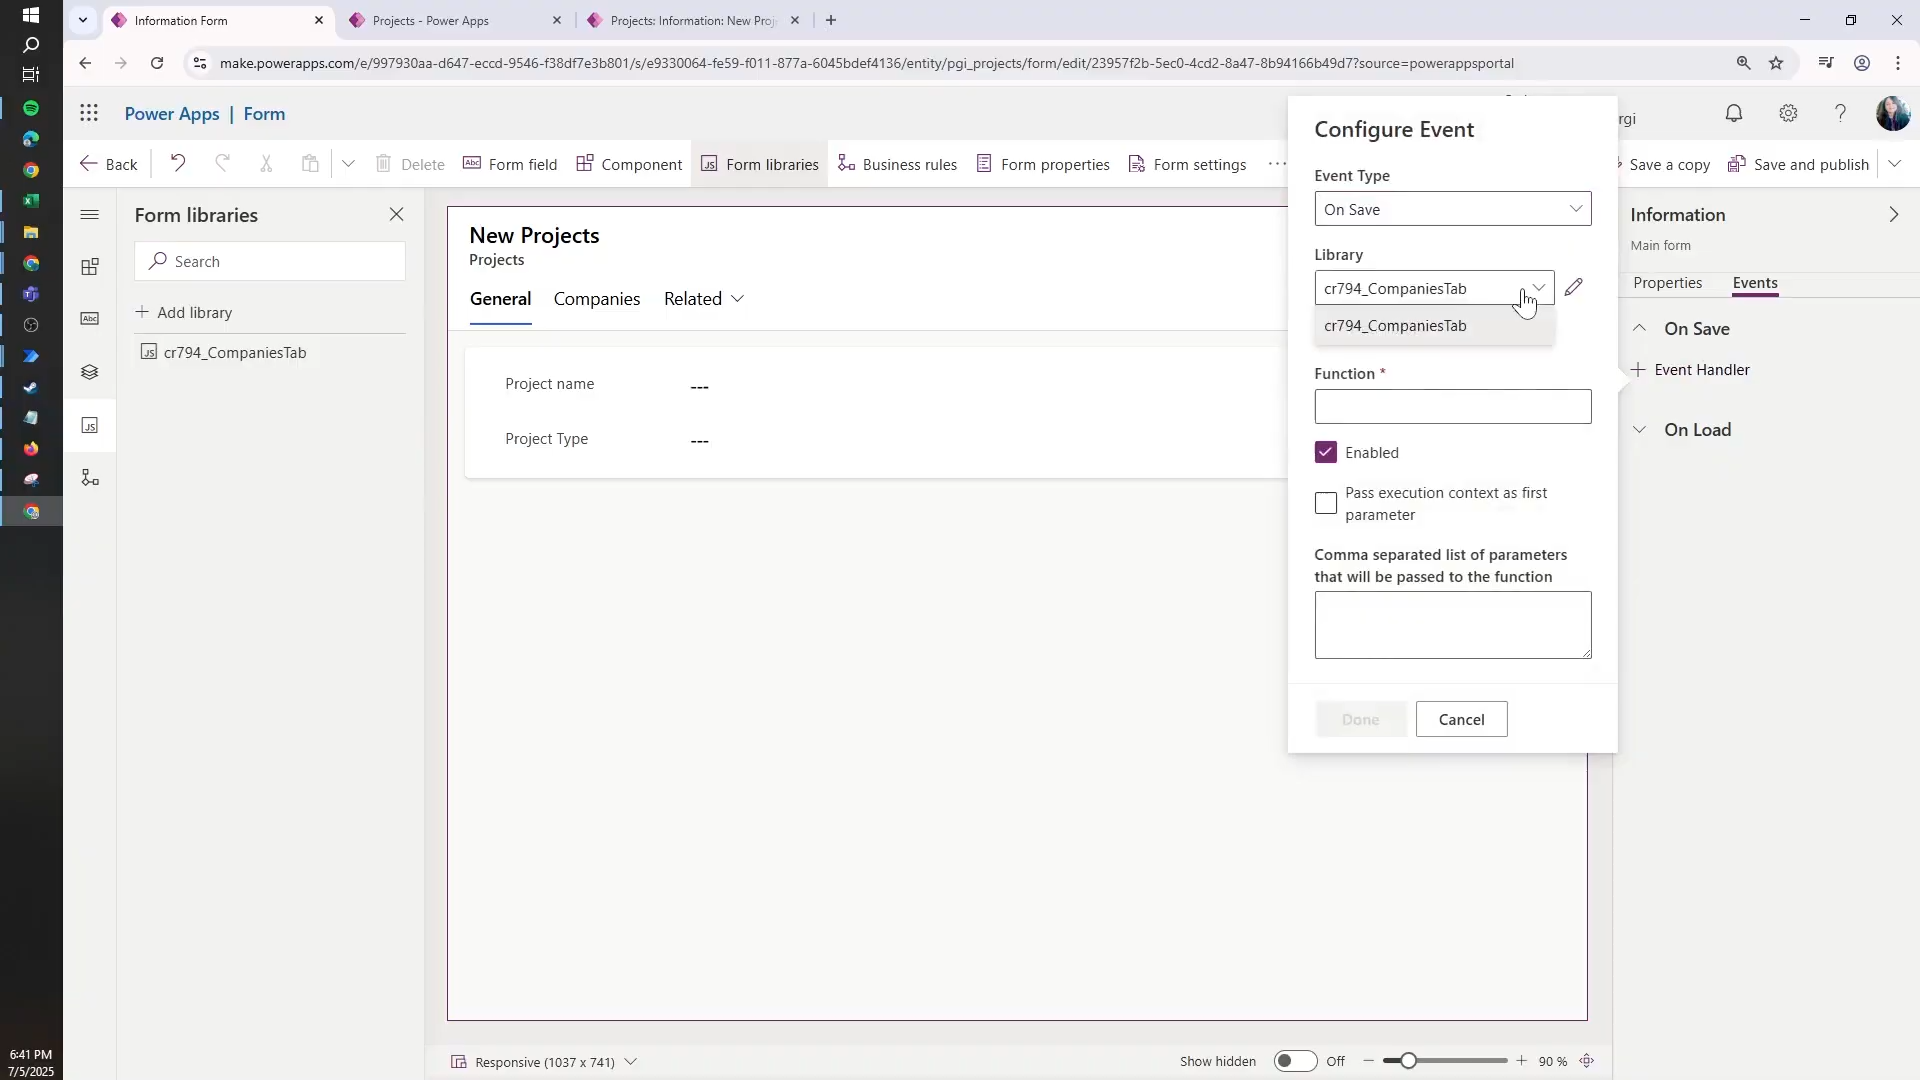 Information Form
Projects - Power Apps
Projects: Information: New Proj
make.powerapps.com/e/997930aa-d647-eccd-9546-f38df7e3b801/s/e9330064-fe59-f011-877a-6045bdef4136/entity/pgi_projects/form/edit/23957f2b-5ec0-4cd2-8a47-8b94166b49d7?source=powerappsportal
Power Apps | Form
rgi
Back
Delete
Abc
Form field
Component
JS
Form libraries
Business rules
Form properties
Form settings
Save a copy
Save and publish
Form libraries
Search
Add library
JS
cr794_CompaniesTab
Abc
JS
New Projects
Projects
General
Companies
Related
Project name
---
Project Type
---
Configure Event
Event Type
On Save
Library
cr794_CompaniesTab
cr794_CompaniesTab
Function *
Enabled
Pass execution context as first
parameter
Comma separated list of parameters
that will be passed to the function
Done
Cancel
Information
Main form
Properties
Events
On Save
Event Handler
On Load
Responsive (1037 x 741)
Show hidden
Off
90 %
6:41 PM
7/5/2025